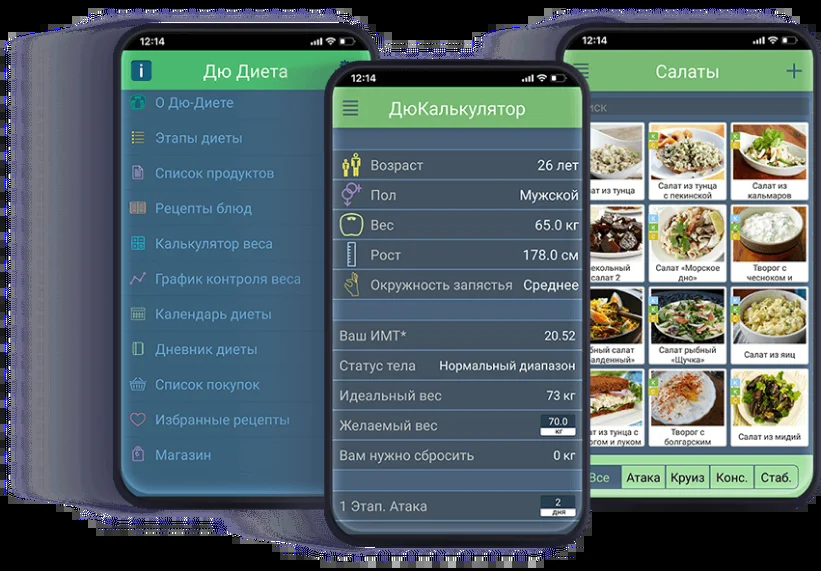 12:14
Дю Диета
О Дю-Диете
Этапы диеты
Список продуктов
Рецепты блюд
Калькулятор веса
График контроля веса
Календарь диеты
Дневник диеты
Список покупок
Избранные рецепты
Магазин
12:14
ДюКалькулятор
Возраст 26 лет
Пол Мужской
Вес 65.0 кг
Рост 178.0 см
Окружность запястья Среднее
Ваш ИМТ* 20.52
Статус тела Нормальный диапазон
Идеальный вес 73 кг
Желаемый вес 70.0 кг
Вам нужно сбросить 0 кг
1 Этап. Атака 2 дня
12:14
Салаты
из тунца
Салат из тунца
с пекинской
Салат из
кальмаров
салат 2
Салат «Морское
дно»
Творог с
чесноком и
салат
Салат рыбный
«Щучка»
Салат из яиц
из тунца с
и луком
Творог с
болгарским
Салат из мидий
Все Атака Круиз Конс. Стаб.